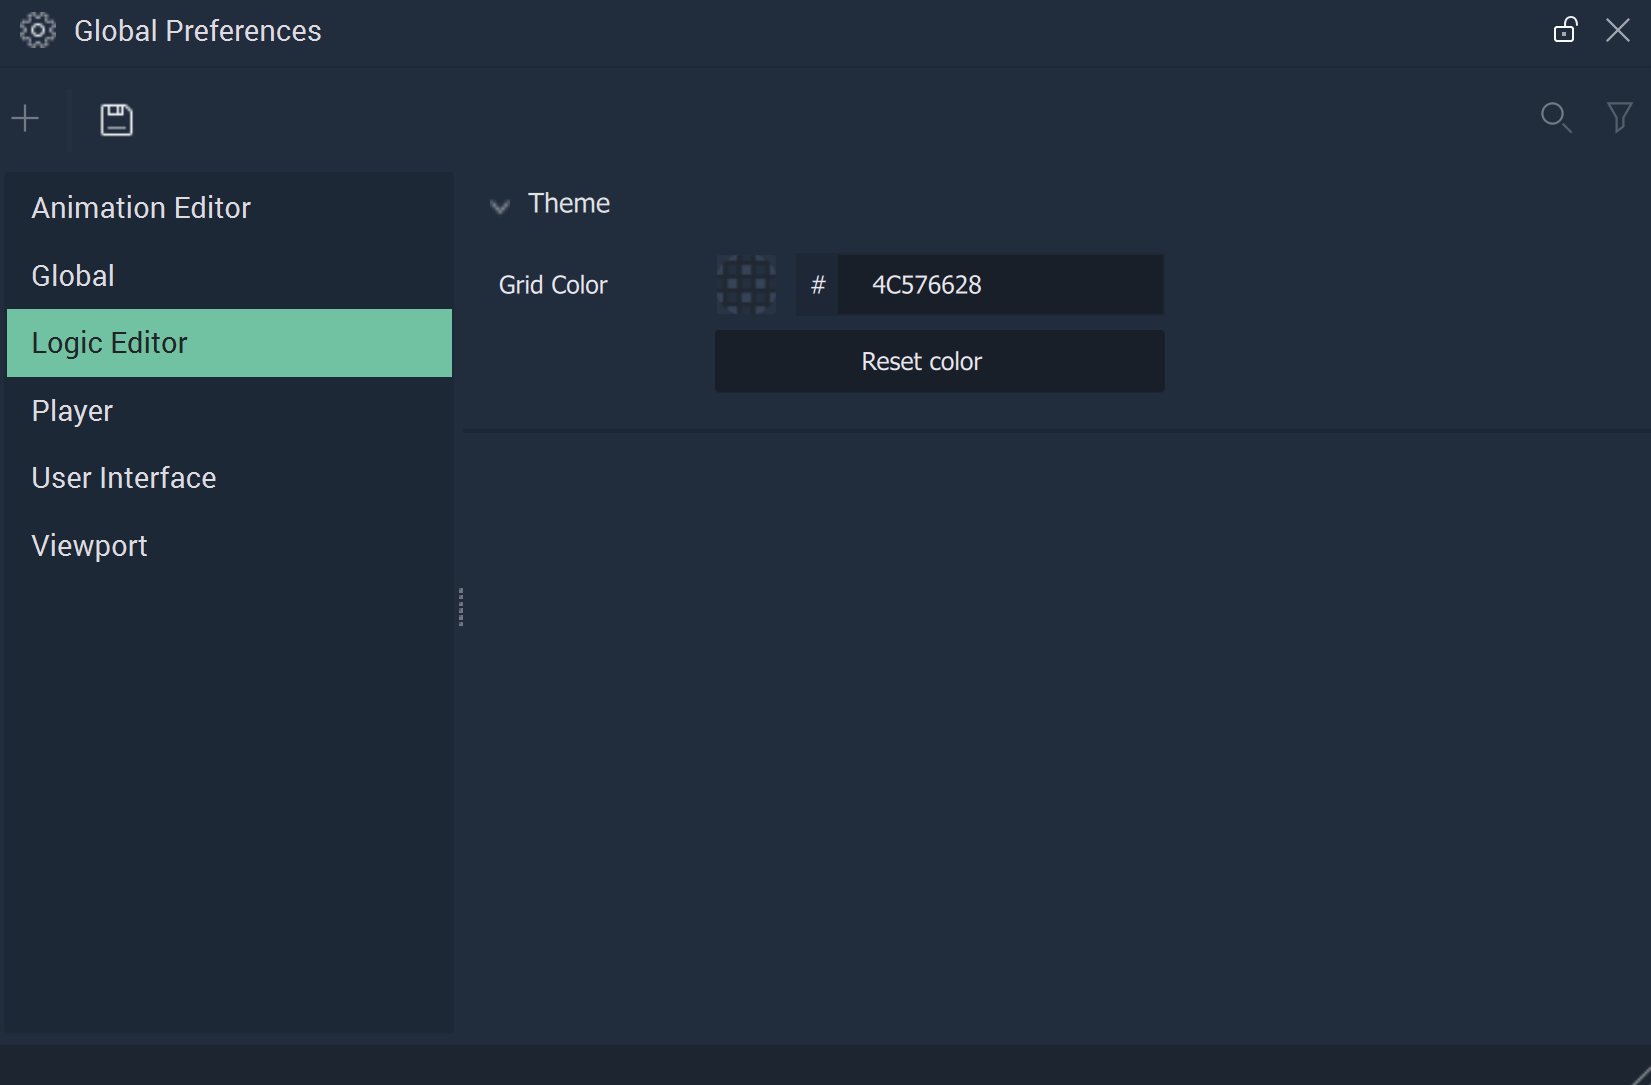 Global Preferences
Animation Editor
Global
Logic Editor
Player
User Interface
Viewport
Theme
Grid Color # 4C576628
Reset color